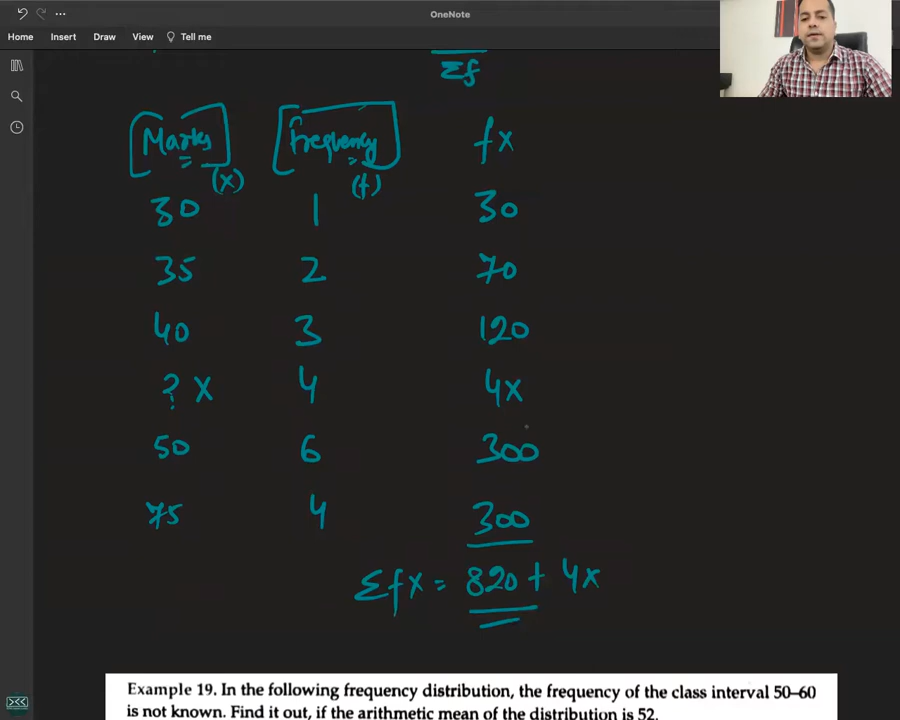 OneNote
Home Insert Draw View Tell me
Σf
Marks (x) Frequency (f) fx
30 1 30
35 2 70
40 3 120
? x 4 4x
50 6 300
75 4 300
Σfx = 820 + 4x
Example 19. In the following frequency distribution, the frequency of the class interval 50–60
is not known. Find it out, if the arithmetic mean of the distribution is 52.